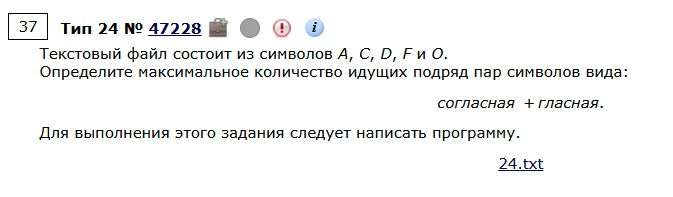 37 Тип 24 № 47228
Текстовый файл состоит из символов A, C, D, F и O.
Определите максимальное количество идущих подряд пар символов вида:
согласная + гласная.
Для выполнения этого задания следует написать программу.
24.txt